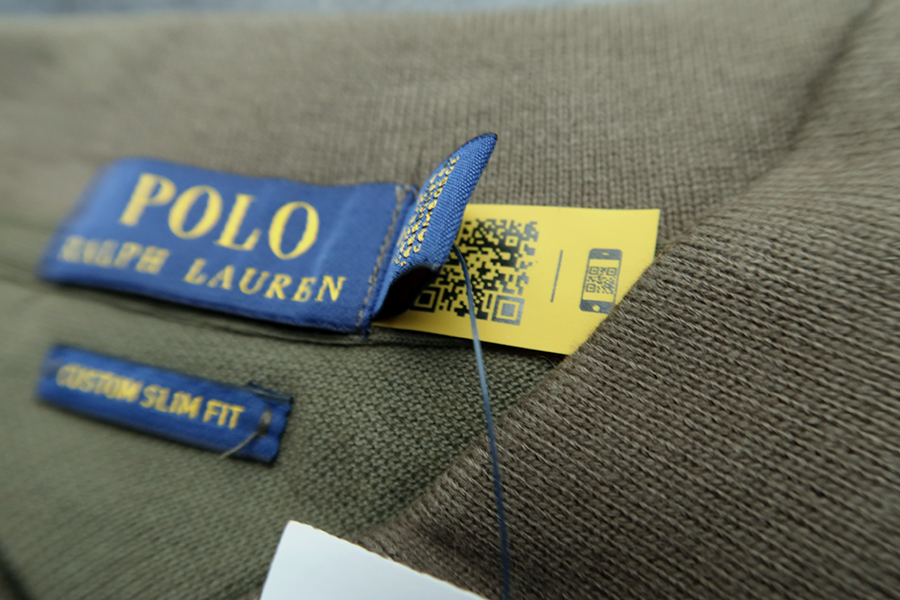 POLO
RALPH LAUREN
CUSTOM SLIM FIT